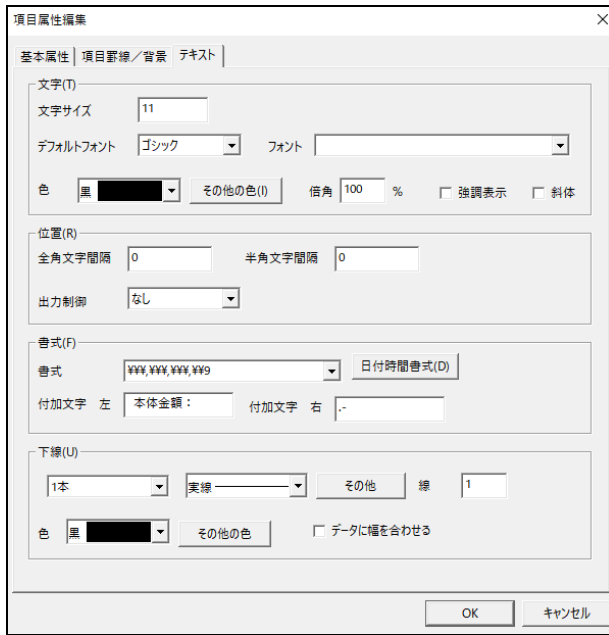 項目属性編集
基本属性 項目罫線／背景 テキスト
文字(T)
文字サイズ 11
デフォルトフォント ゴシック フォント
色 黒 その他の色(I) 倍角 100 % 強調表示 斜体
位置(R)
全角文字間隔 0 半角文字間隔 0
出力制御 なし
書式(F)
書式 ¥¥¥,¥¥¥,¥¥¥,¥¥9 日付時間書式(D)
付加文字 左 本体金額： 付加文字 右 .-
下線(U)
1本 実線 その他 線 1
色 黒 その他の色 データに幅を合わせる
OK キャンセル